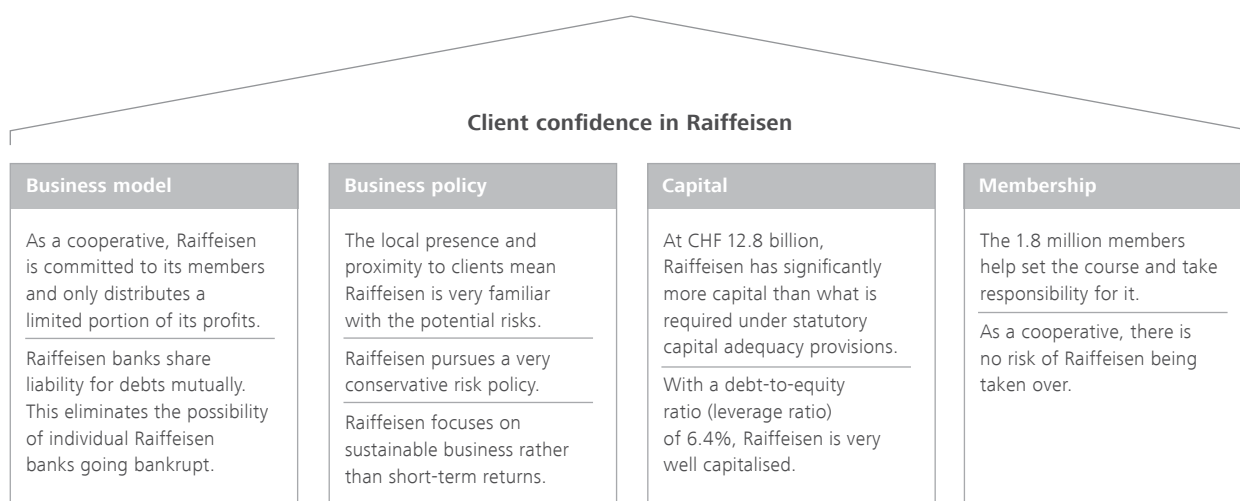 Client confidence in Raiffeisen
Business model
As a cooperative, Raiffeisen
is committed to its members
and only distributes a
limited portion of its profits.
Raiffeisen banks share
liability for debts mutually.
This eliminates the possibility
of individual Raiffeisen
banks going bankrupt.
Business policy
The local presence and
proximity to clients mean
Raiffeisen is very familiar
with the potential risks.
Raiffeisen pursues a very
conservative risk policy.
Raiffeisen focuses on
sustainable business rather
than short-term returns.
Capital
At CHF 12.8 billion,
Raiffeisen has significantly
more capital than what is
required under statutory
capital adequacy provisions.
With a debt-to-equity
ratio (leverage ratio)
of 6.4%, Raiffeisen is very
well capitalised.
Membership
The 1.8 million members
help set the course and take
responsibility for it.
As a cooperative, there is
no risk of Raiffeisen being
taken over.